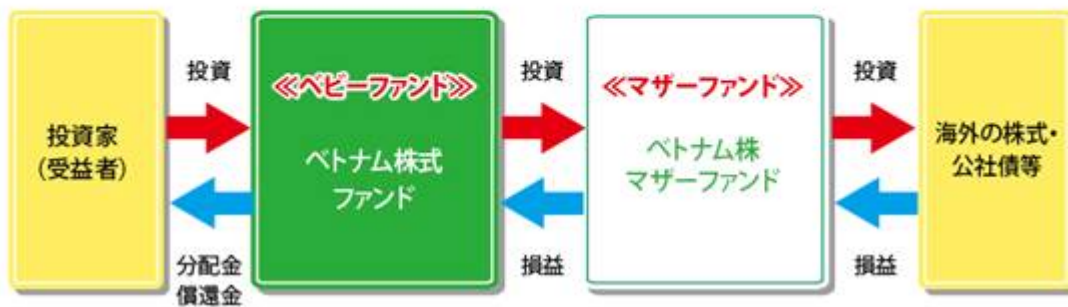 投資家
(受益者)
投資
分配金
償還金
≪ベビーファンド≫
ベトナム株式
ファンド
投資
損益
≪マザーファンド≫
ベトナム株
マザーファンド
投資
損益
海外の株式・
公社債等